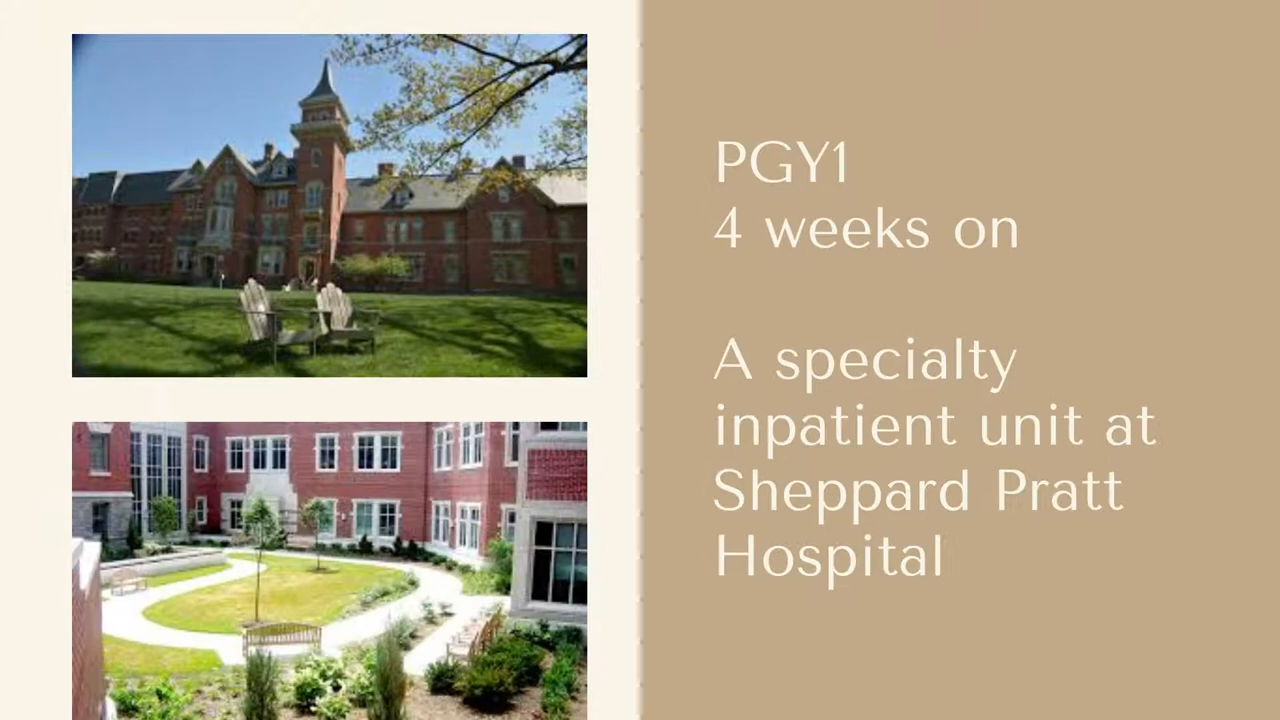 PGY1
4 weeks on
A specialty
inpatient unit at
Sheppard Pratt
Hospital